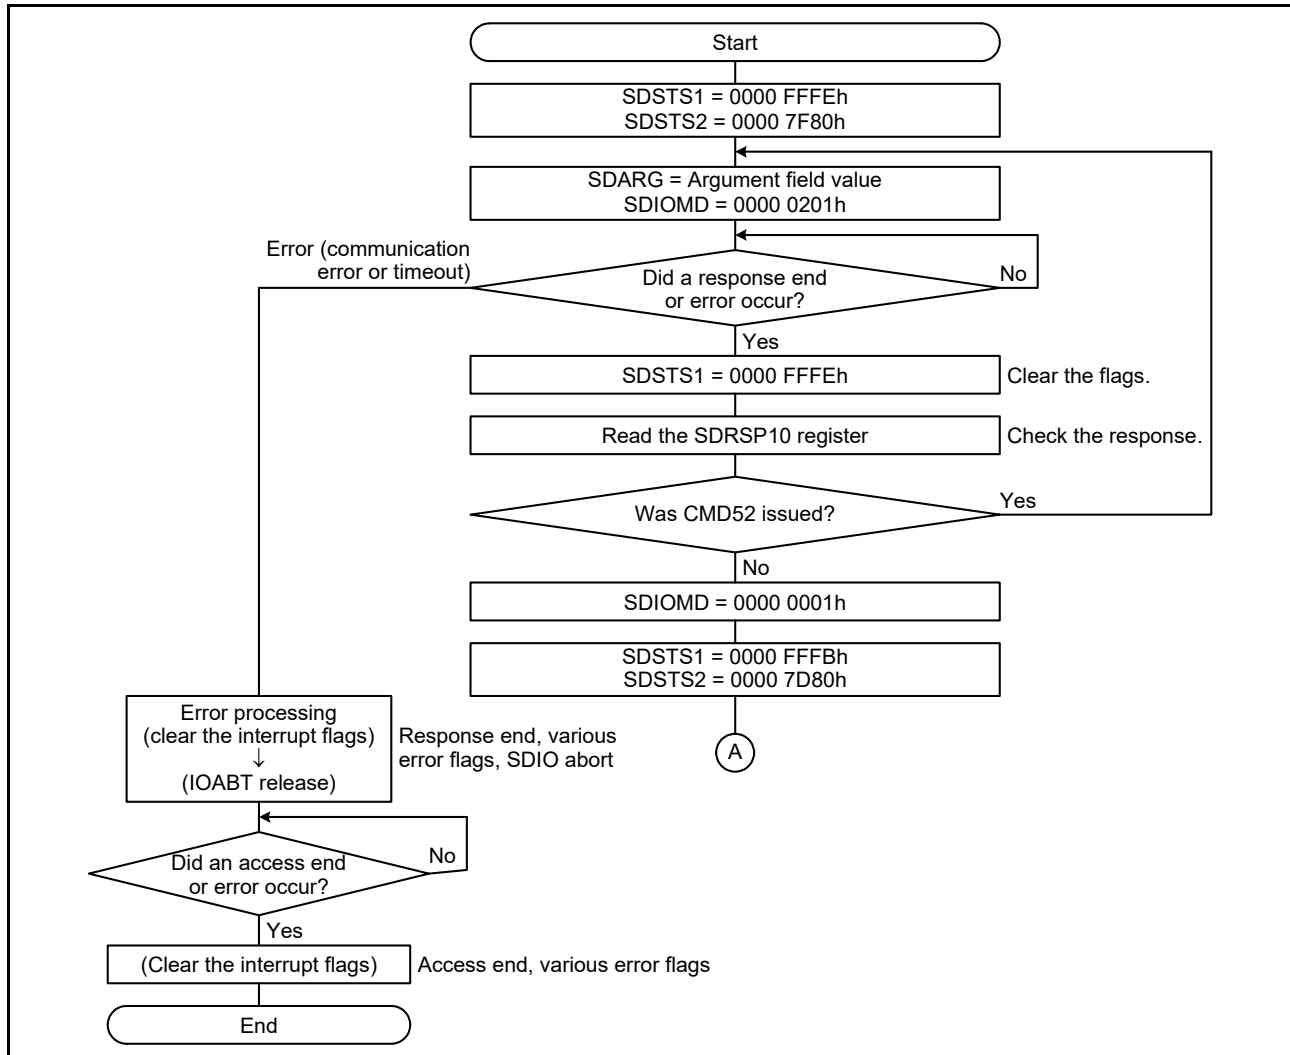 Start
SDSTS1 = 0000 FFFEh
SDSTS2 = 0000 7F80h
SDARG = Argument field value
SDIOMD = 0000 0201h
Error (communication
error or timeout)
Did a response end
or error occur?
No
Yes
SDSTS1 = 0000 FFFEh
Clear the flags.
Read the SDRSP10 register
Check the response.
Was CMD52 issued?
Yes
No
SDIOMD = 0000 0001h
SDSTS1 = 0000 FFFBh
SDSTS2 = 0000 7D80h
A
Error processing
(clear the interrupt flags)
↓
(IOABT release)
Response end, various
error flags, SDIO abort
Did an access end
or error occur?
No
Yes
(Clear the interrupt flags)
Access end, various error flags
End